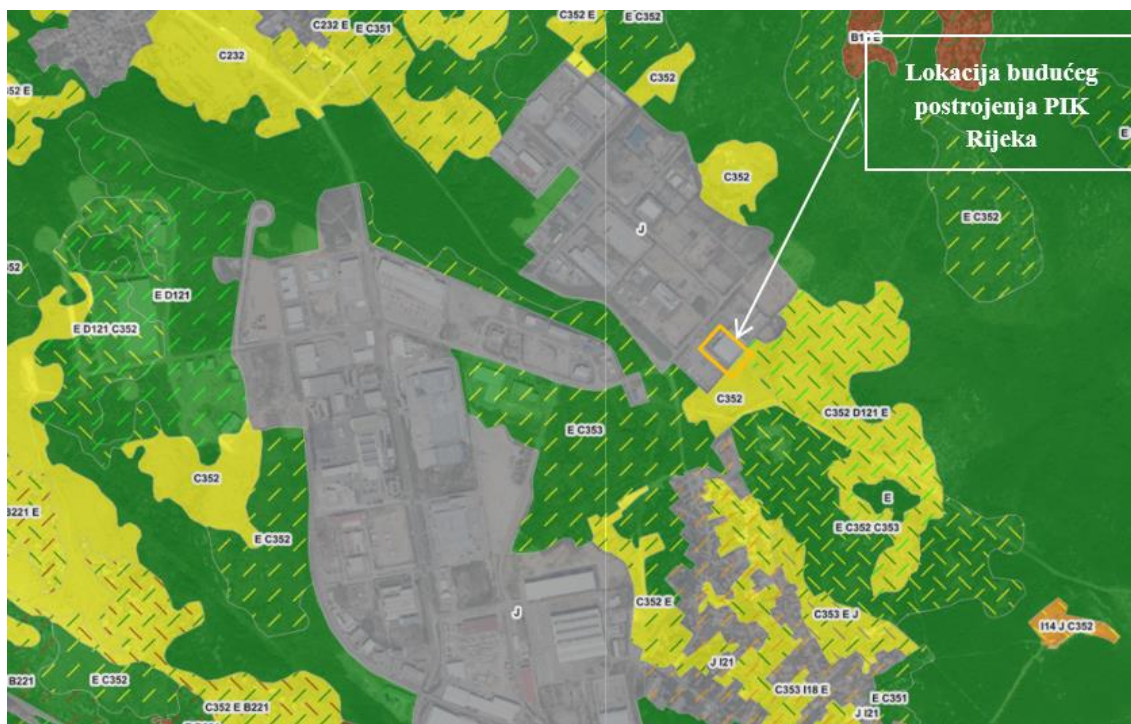 C352 E
C232 E
E C351
C232
C352 E
E C352
C352
Lokacija budućeg
postrojenja PIK
Rijeka
E C352
C352
J
E D121
E D121 C352
C352
C352 D121 E
E C353
C352
E
E C352 C353
B221 E
E C352
C352 E
C353 E J
I14 J C352
J I21
C353 I18 E
E C351
J I21
J
B221
E C352
C352 E B221